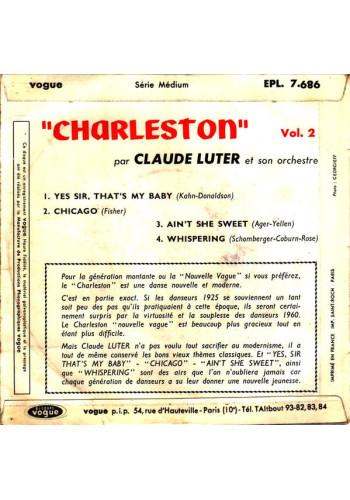 vogue Série Médium EPL. 7.686
"CHARLESTON" Vol. 2
par CLAUDE LUTER et son orchestre
1. YES SIR, THAT'S MY BABY (Kahn-Donaldson)
2. CHICAGO (Fisher)
3. AIN'T SHE SWEET (Ager-Yellen)
4. WHISPERING (Schomberger-Coburn-Rose)
Pour la génération montante ou la "Nouvelle Vague" si vous préférez,
le "Charleston" est une danse nouvelle et moderne.
C'est en partie exact. Si les danseurs 1925 se souviennent un tant
soit peu des pas qu'ils pratiquaient à l'époque, ils seront certai-
nement surpris par la virtuosité et la souplesse des danseurs 1960.
Le Charleston "nouvelle vague" est beaucoup plus gracieux tout en
étant plus difficile.
Mais Claude LUTER n'a pas voulu tout sacrifier au modernisme, il a
tout de même conservé les bons vieux thèmes classiques. Et "YES, SIR
THAT'S MY BABY" - "CHICAGO" - "AIN'T SHE SWEET", ainsi
que "WHISPERING" sont des airs que l'on n'oubliera jamais car
chaque génération de danseurs a su leur donner une nouvelle jeunesse.
disques
vogue
vogue p.i.p. 54, rue d'Hauteville - Paris (10e) - Tél. TAItbout 93-82, 83, 84
Photo : GEORGIEFF
IMPRIMÉ EN FRANCE IMP. SAINT-ROCH - PARIS